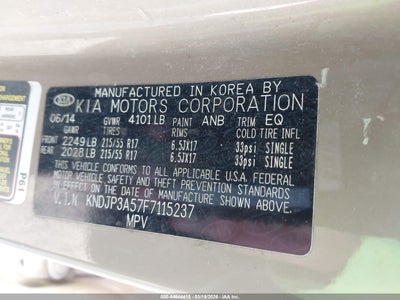 MANUFACTURED IN KOREA BY
KIA KIA MOTORS CORPORATION
06/14 GVWR 4101LB PAINT ANB TRIM EQ
GAWR TIRES RIMS COLD TIRE INFL
FRONT 2249LB 215/55 R17 6.5JX17 33psi SINGLE
REAR 2028LB 215/55 R17 6.5JX17 33psi SINGLE
THIS VEHICLE CONFORMS TO ALL APPLICABLE
U.S.A. FEDERAL MOTOR VEHICLE SAFETY, BUMPER,
AND THEFT PREVENTION STANDARDS IN EFFECT ON
THE DATE OF MANUFACTURE SHOWN ABOVE.
V.I.N KNDJP3A57F7115237
MPV
P61